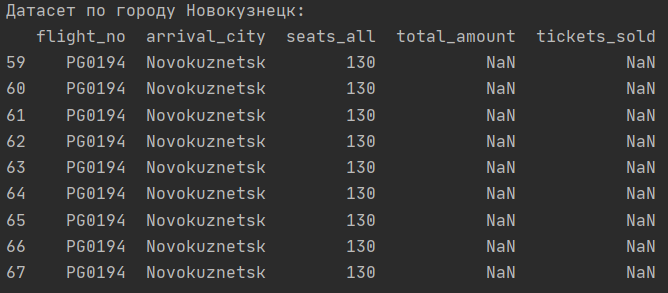 Датасет по городу Новокузнецк:
flight_no arrival_city seats_all total_amount tickets_sold
59 PG0194 Novokuznetsk 130 NaN NaN
60 PG0194 Novokuznetsk 130 NaN NaN
61 PG0194 Novokuznetsk 130 NaN NaN
62 PG0194 Novokuznetsk 130 NaN NaN
63 PG0194 Novokuznetsk 130 NaN NaN
64 PG0194 Novokuznetsk 130 NaN NaN
65 PG0194 Novokuznetsk 130 NaN NaN
66 PG0194 Novokuznetsk 130 NaN NaN
67 PG0194 Novokuznetsk 130 NaN NaN